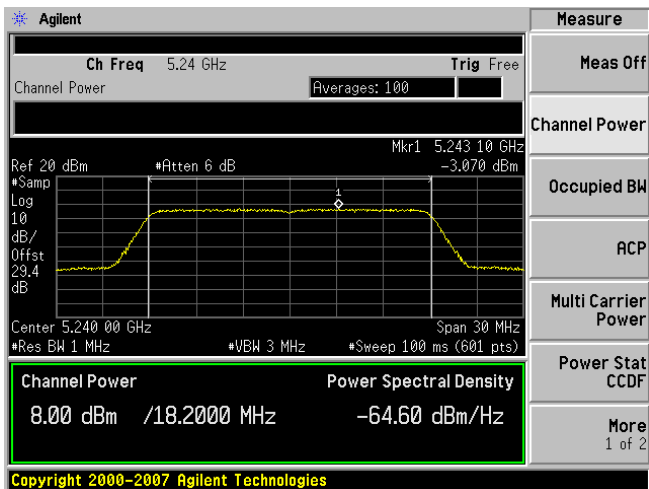 Agilent
Measure
Ch Freq 5.24 GHz Trig Free
Channel Power Averages: 100
Mkr1 5.243 10 GHz
Ref 20 dBm #Atten 6 dB -3.070 dBm
#Samp
Log
10
dB/
Offst
29.4
dB
1
Center 5.240 00 GHz Span 30 MHz
#Res BW 1 MHz #VBW 3 MHz #Sweep 100 ms (601 pts)
Channel Power Power Spectral Density
8.00 dBm /18.2000 MHz -64.60 dBm/Hz
Meas Off
Channel Power
Occupied BW
ACP
Multi Carrier
Power
Power Stat
CCDF
More
1 of 2
Copyright 2000-2007 Agilent Technologies